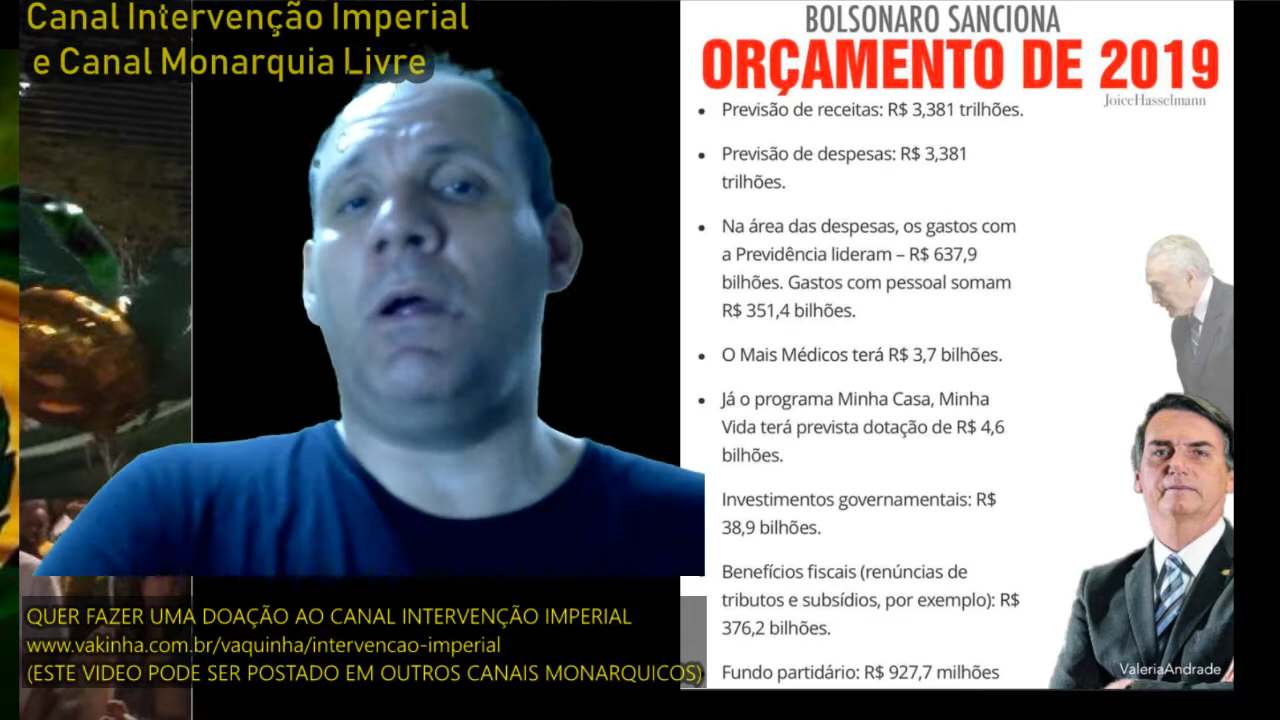 Canal Intervenção Imperial
e Canal Monarquia Livre
BOLSONARO SANCIONA
ORÇAMENTO DE 2019
JoiceHasselmann
• Previsão de receitas: R$ 3,381 trilhões.
• Previsão de despesas: R$ 3,381
trilhões.
• Na área das despesas, os gastos com
a Previdência lideram – R$ 637,9
bilhões. Gastos com pessoal somam
R$ 351,4 bilhões.
• O Mais Médicos terá R$ 3,7 bilhões.
• Já o programa Minha Casa, Minha
Vida terá prevista dotação de R$ 4,6
bilhões.
Investimentos governamentais: R$
38,9 bilhões.
Benefícios fiscais (renúncias de
tributos e subsídios, por exemplo): R$
376,2 bilhões.
Fundo partidário: R$ 927,7 milhões
ValeriaAndrade
QUER FAZER UMA DOAÇÃO AO CANAL INTERVENÇÃO IMPERIAL
www.vakinha.com.br/vaquinha/intervencao-imperial
(ESTE VIDEO PODE SER POSTADO EM OUTROS CANAIS MONARQUICOS)